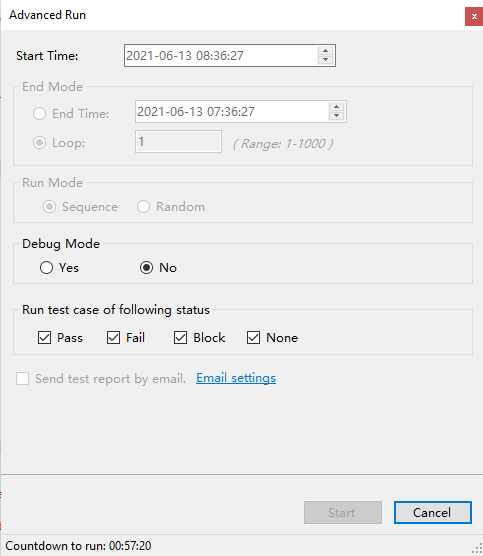 Advanced Run
x
Start Time: 2021-06-13 08:36:27
End Mode
End Time: 2021-06-13 07:36:27
Loop: 1 ( Range: 1-1000 )
Run Mode
Sequence Random
Debug Mode
Yes No
Run test case of following status
Pass Fail Block None
Send test report by email. Email settings
Start Cancel
Countdown to run: 00:57:20